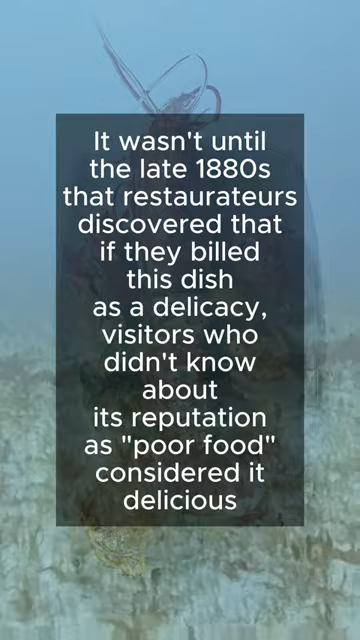 It wasn't until
the late 1880s
that restaurateurs
discovered that
if they billed
this dish
as a delicacy,
visitors who
didn't know
about
its reputation
as "poor food"
considered it
delicious